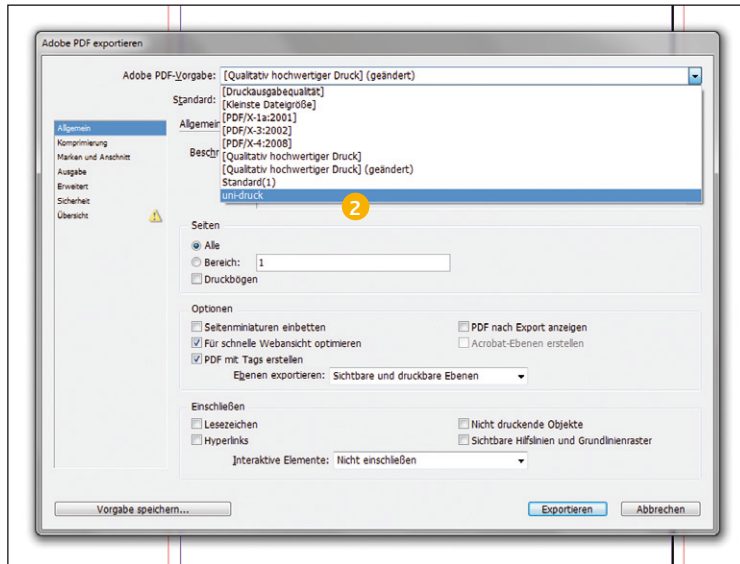 Adobe PDF exportieren
Adobe PDF-Vorgabe: [Qualitativ hochwertiger Druck] (geändert)
[Druckausgabequalität]
Standard: [Kleinste Dateigröße]
[PDF/X-1a:2001]
Allgemein Allgemein [PDF/X-3:2002]
Komprimierung [PDF/X-4:2008]
Marken und Anschnitt Beschr [Qualitativ hochwertiger Druck]
Ausgabe [Qualitativ hochwertiger Druck] (geändert)
Erweitert Standard(1)
Sicherheit uni-druck
2
Übersicht
Seiten
Alle
Bereich: 1
Druckbögen
Optionen
Seitenminiaturen einbetten PDF nach Export anzeigen
Für schnelle Webansicht optimieren Acrobat-Ebenen erstellen
PDF mit Tags erstellen
Ebenen exportieren: Sichtbare und druckbare Ebenen
Einschließen
Lesezeichen Nicht druckende Objekte
Hyperlinks Sichtbare Hilfslinien und Grundlinienraster
Interaktive Elemente: Nicht einschließen
Vorgabe speichern... Exportieren Abbrechen